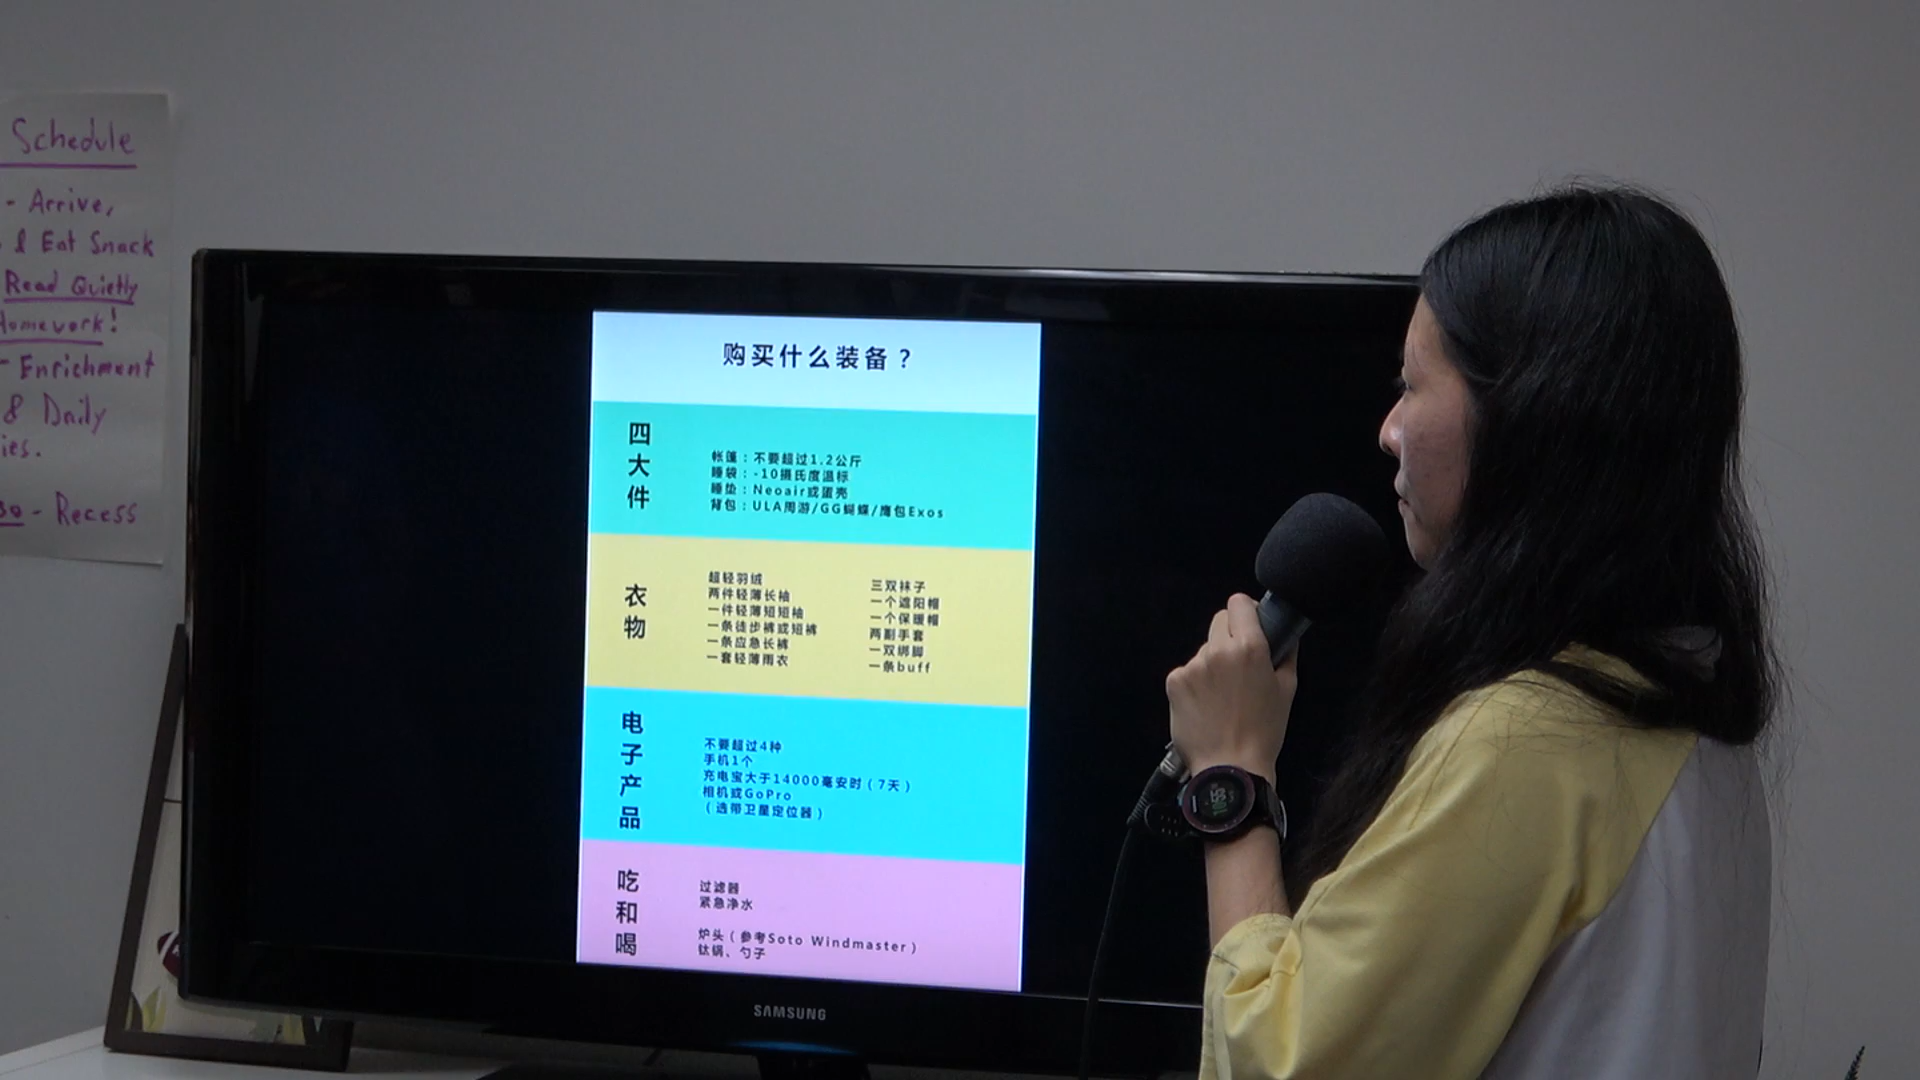 Schedule
- Arrive,
& Eat Snack
Read Quietly
Homework!
- Enrichment
& Daily
ies.
30 - Recess
购买什么装备？
四大件
帐篷：不要超过1.2公斤
睡袋：-10摄氏度温标
睡垫：Neoair或蛋壳
背包：ULA周游/GG蝴蝶/鹰包Exos
衣物
超轻羽绒
两件轻薄长袖
一件轻薄短短袖
一条徒步裤或短裤
一条应急长裤
一套轻薄雨衣
三双袜子
一个遮阳帽
一个保暖帽
两副手套
一双绑脚
一条buff
电子产品
不要超过4种
手机1个
充电宝大于14000毫安时（7天）
相机或GoPro
（选带卫星定位器）
吃和喝
过滤器
紧急净水
炉头（参考Soto Windmaster）
钛锅、勺子
SAMSUNG
10:55